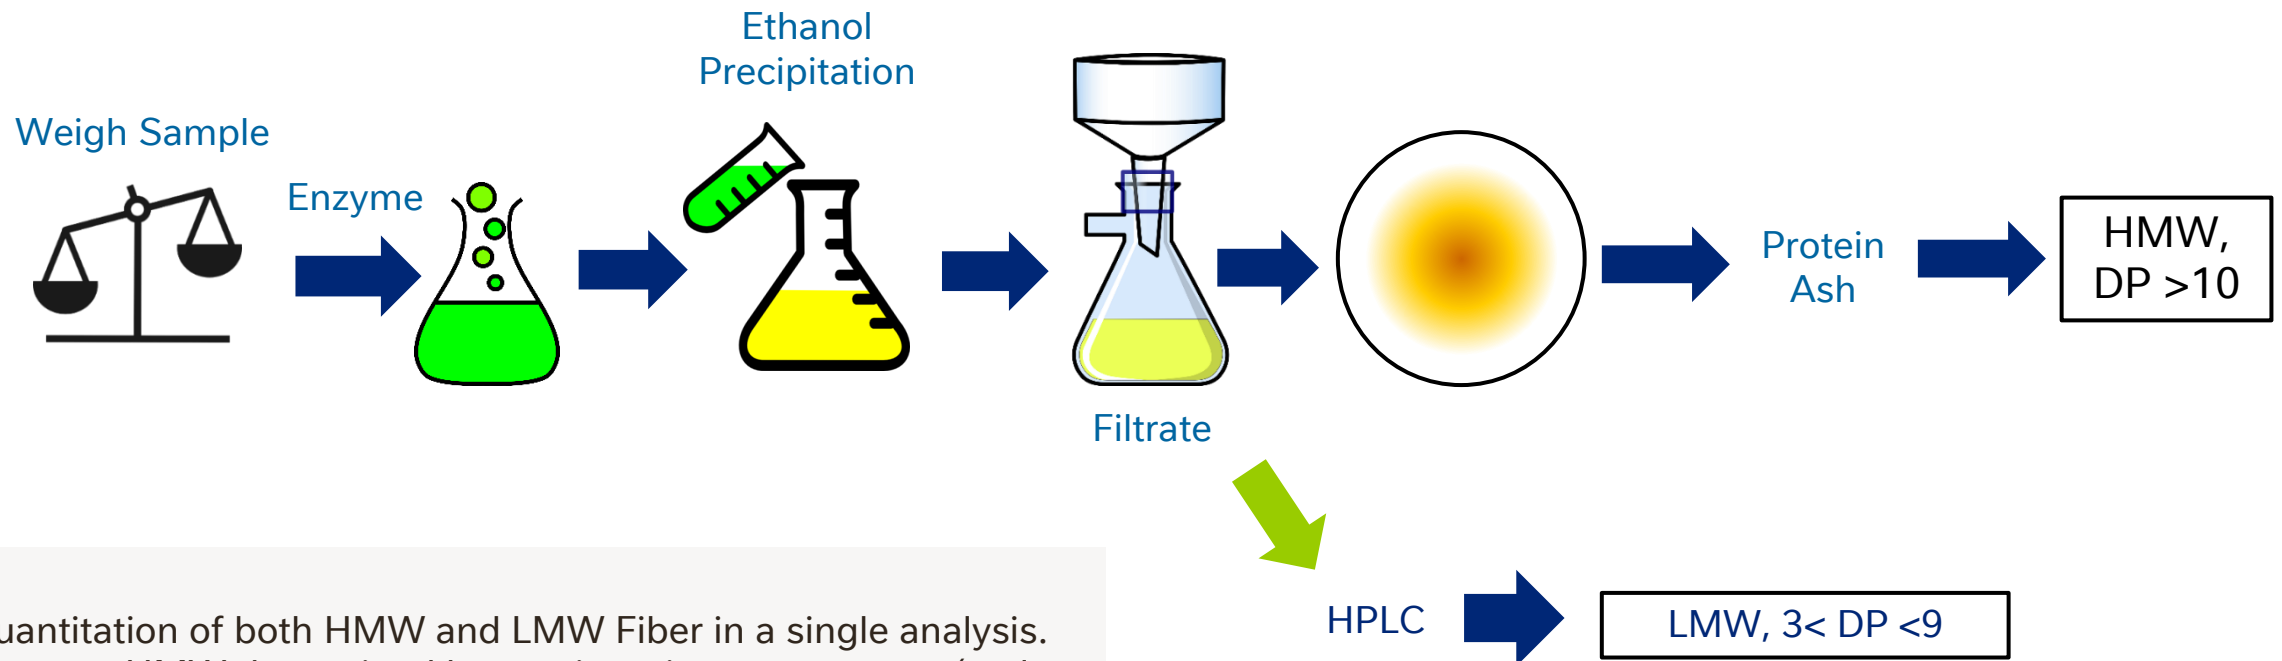 Ethanol
Precipitation
Weigh Sample
Enzyme
Protein
Ash
HMW,
DP >10
Filtrate
HPLC
LMW, 3< DP <9
uantitation of both HMW and LMW Fiber in a single analysis.